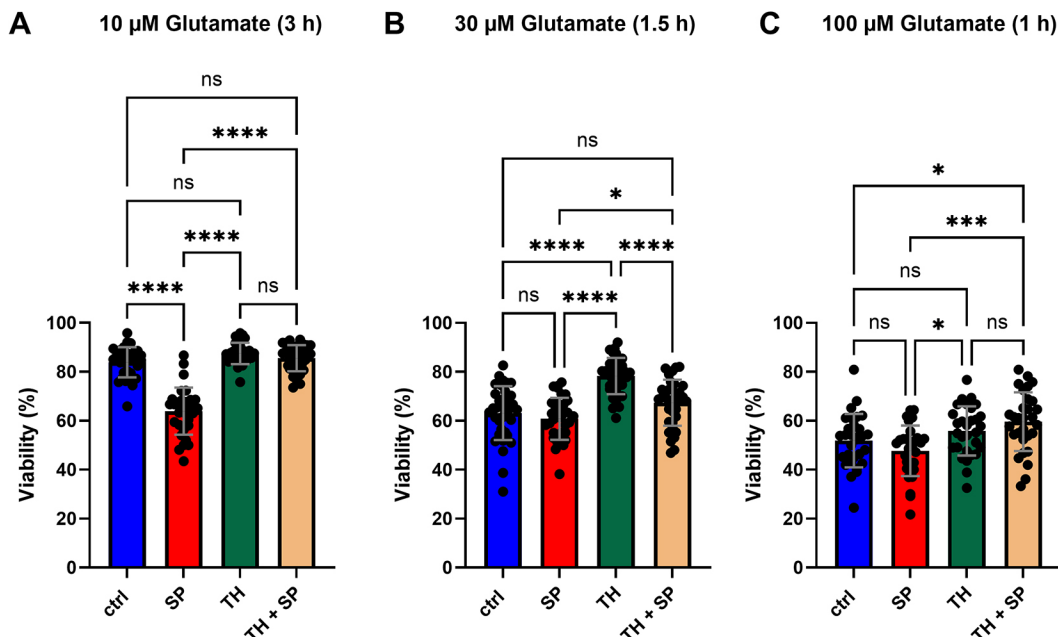 A 10 µM Glutamate (3 h)
ns
****
ns
****
**** ns
Viability (%)
100
80
60
40
20
0
ctrl SP TH TH + SP
B 30 µM Glutamate (1.5 h)
ns
*
**** ****
ns ****
Viability (%)
100
80
60
40
20
0
ctrl SP TH TH + SP
C 100 µM Glutamate (1 h)
*
***
ns
ns * ns
Viability (%)
100
80
60
40
20
0
ctrl SP TH TH + SP